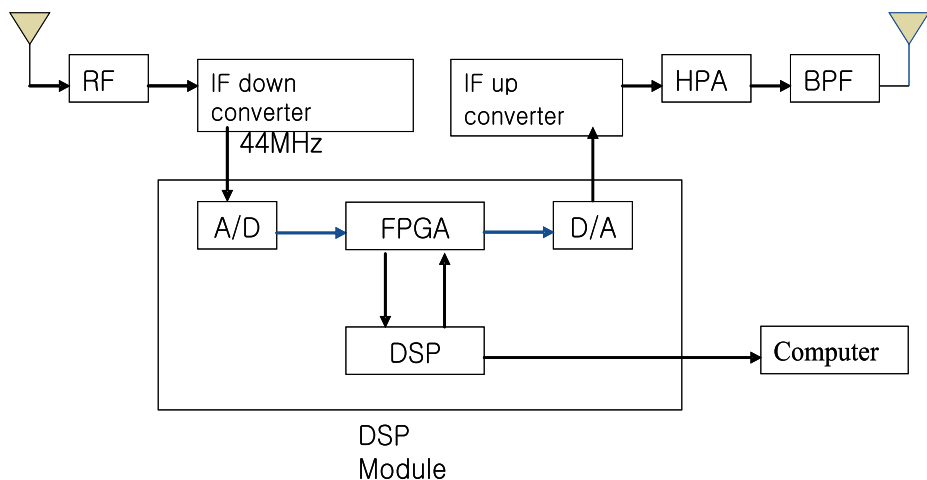 RF
IF down
converter
44MHz
IF up
converter
HPA
BPF
A/D
FPGA
D/A
DSP
Computer
DSP
Module